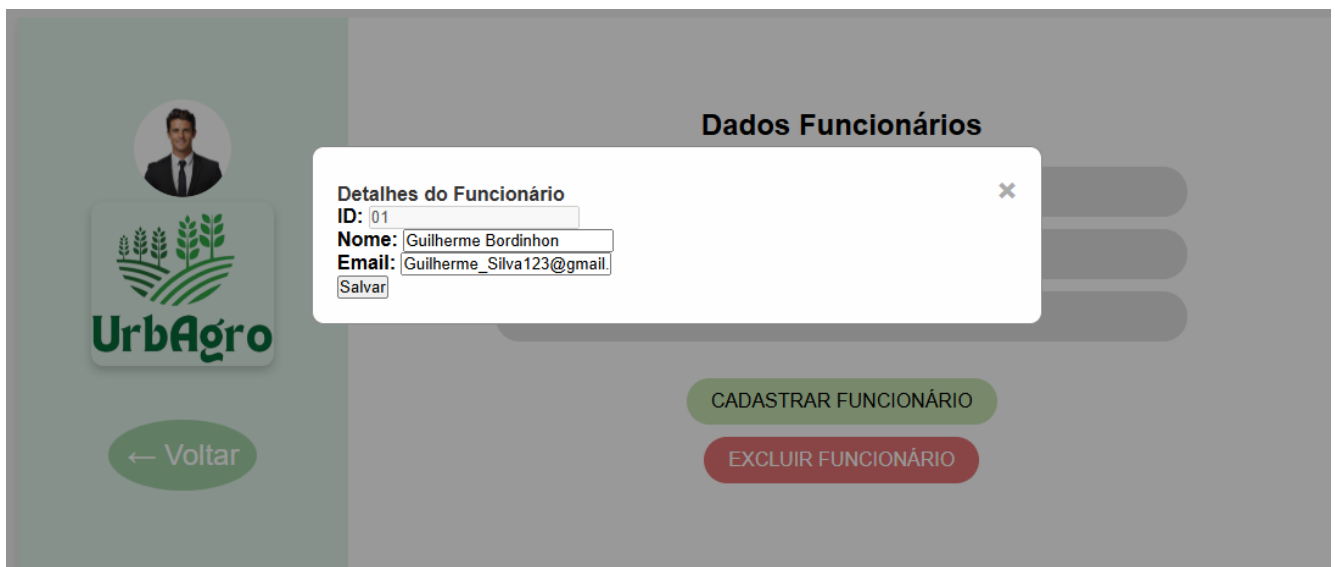 Dados Funcionários
Detalhes do Funcionário
×
ID: 01
Nome: Guilherme Bordinhon
Email: Guilherme_Silva123@gmail.
Salvar
UrbAgro
← Voltar
CADASTRAR FUNCIONÁRIO
EXCLUIR FUNCIONÁRIO